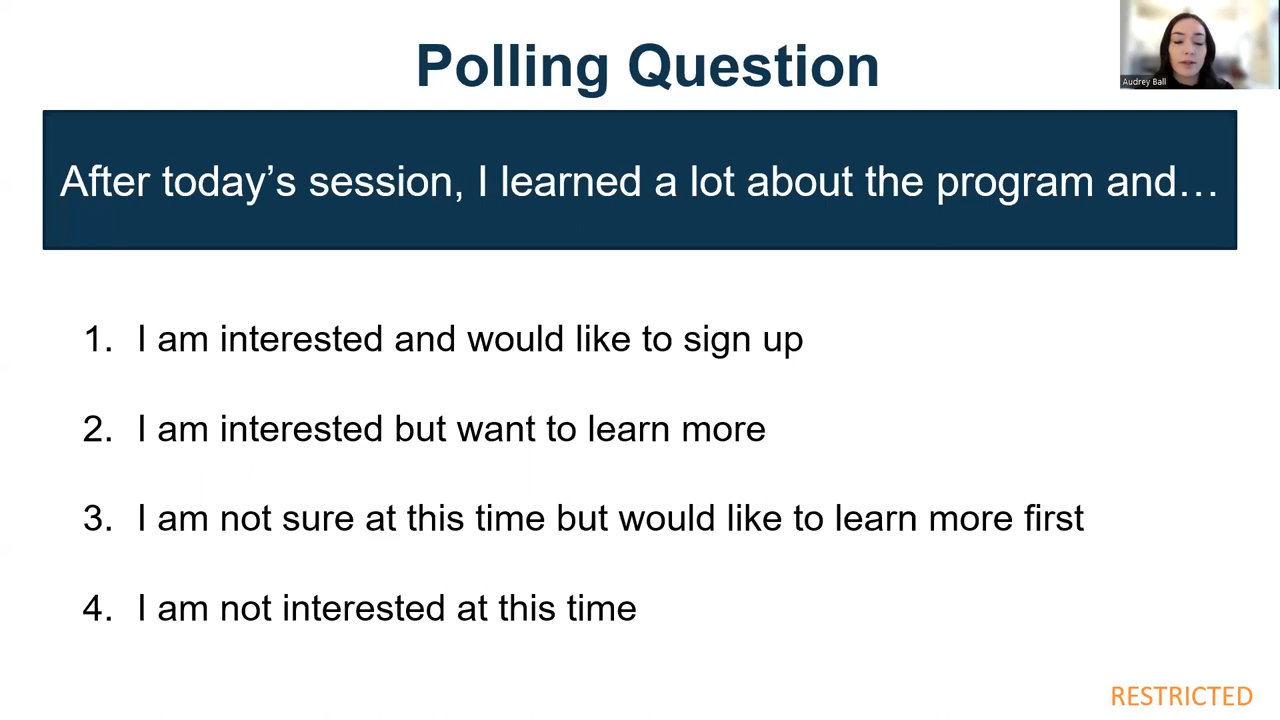 Polling Question
Audrey Ball
After today’s session, I learned a lot about the program and…
1. I am interested and would like to sign up
2. I am interested but want to learn more
3. I am not sure at this time but would like to learn more first
4. I am not interested at this time
RESTRICTED